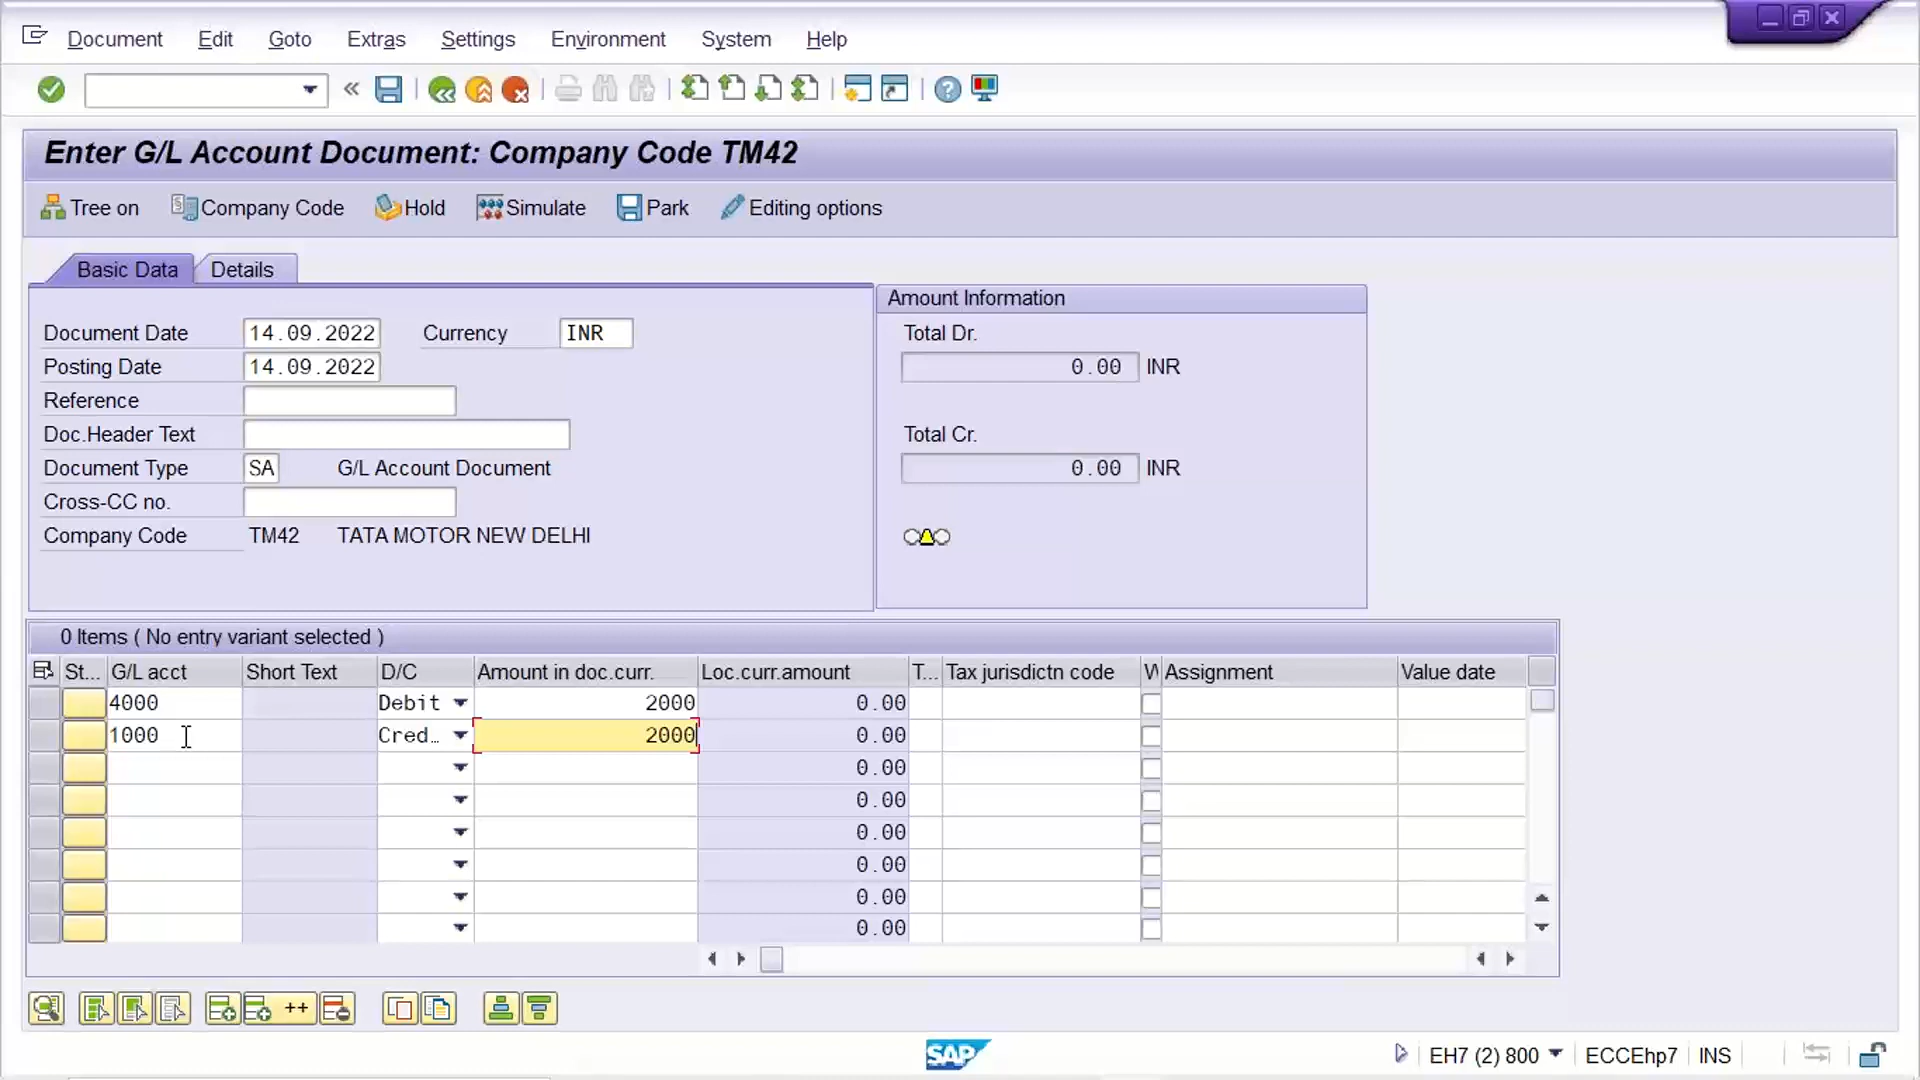 Document Edit Goto Extras Settings Environment System Help
Enter G/L Account Document: Company Code TM42
Tree on Company Code Hold Simulate Park Editing options
Basic Data Details
Amount Information
Document Date 14.09.2022 Currency INR
Total Dr.
Posting Date 14.09.2022
0.00 INR
Reference
Doc.Header Text
Total Cr.
Document Type SA G/L Account Document
0.00 INR
Cross-CC no.
Company Code TM42 TATA MOTOR NEW DELHI
0 Items ( No entry variant selected )
St... G/L acct Short Text D/C Amount in doc.curr. Loc.curr.amount T... Tax jurisdictn code W Assignment Value date
4000 Debit 2000 0.00
1000 Cred… 2000 0.00
0.00
0.00
0.00
0.00
0.00
0.00
++
SAP EH7 (2) 800 ECCEhp7 INS